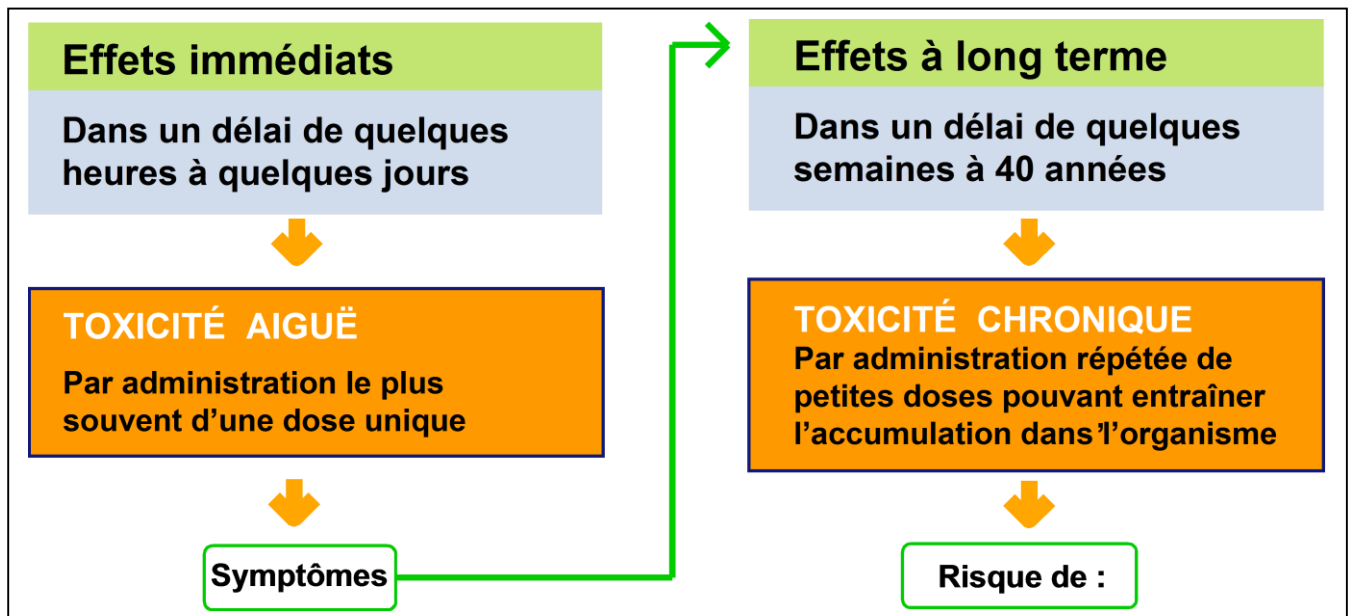 Effets immédiats
Dans un délai de quelques
heures à quelques jours
TOXICITÉ AIGUË
Par administration le plus
souvent d’une dose unique
Symptômes
Effets à long terme
Dans un délai de quelques
semaines à 40 années
TOXICITÉ CHRONIQUE
Par administration répétée de
petites doses pouvant entraîner
l’accumulation dans’l’organisme
Risque de :